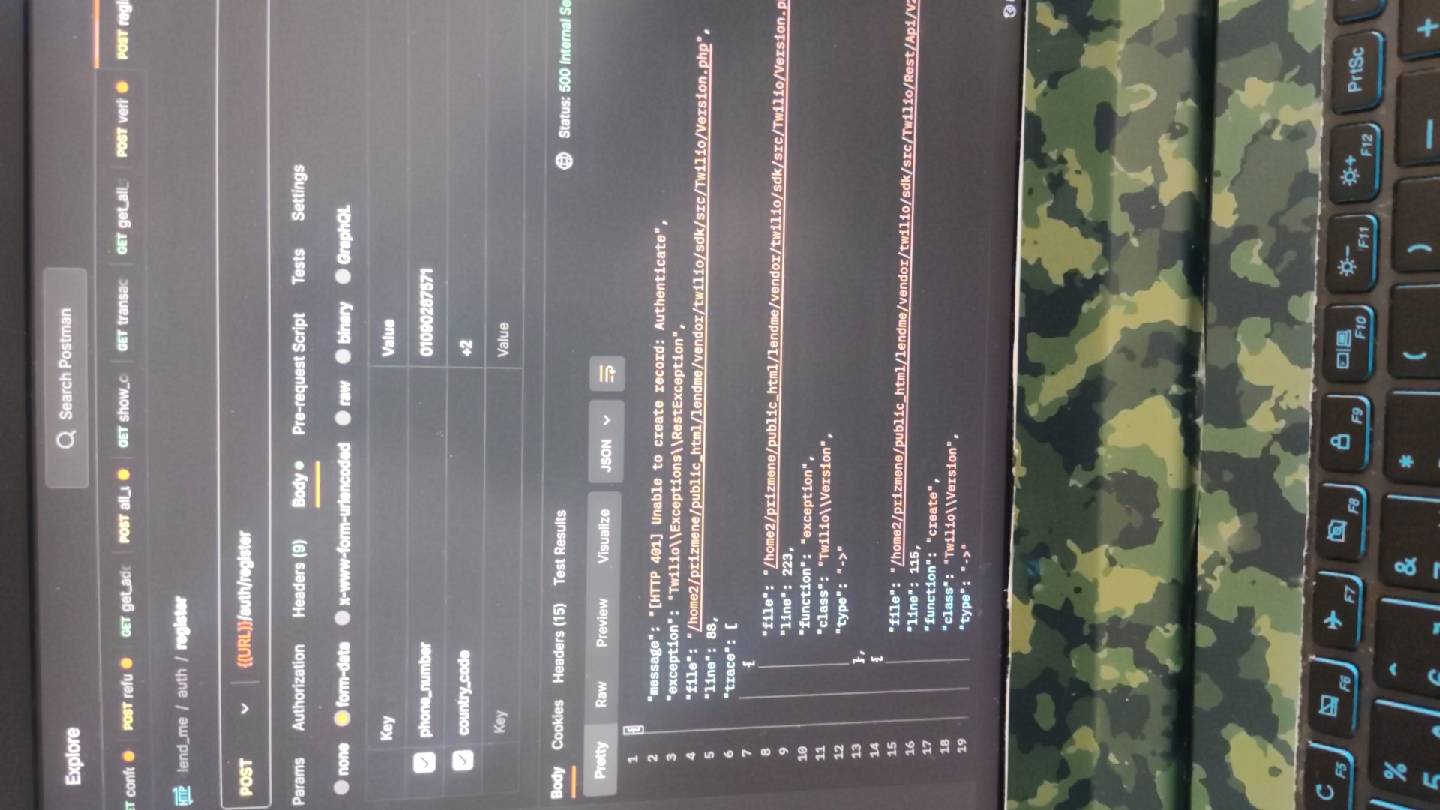 Explore
Search Postman
GET get_adc
POST all_
GET show_c
GET transac
GET get_all_
POST veri
POST regi
HTTP lend_me / auth / register
POST {{URL}}/auth/register
Params Authorization Headers (9) Body Pre-request Script Tests Settings
none form-data x-www-form-urlencoded raw binary GraphQL
Key Value
phone_number 01090287571
country_code +2
Key Value
Body Cookies Headers (15) Test Results Status: 500 Internal Se
Pretty Raw Preview Visualize JSON
1 {
2 "message": "[HTTP 401] Unable to create record: Authenticate",
3 "exception": "Twilio\\Exceptions\\RestException",
4 "file": "/home2/prizmene/public_html/lendme/vendor/twilio/sdk/src/Twilio/Version.php",
5 "line": 88,
6 "trace": [
7 {
8 "file": "/home2/prizmene/public_html/lendme/vendor/twilio/sdk/src/Twilio/Version.p
9 "line": 223,
10 "function": "exception",
11 "class": "Twilio\\Version",
12 "type": "->"
13 },
14 {
15 "file": "/home2/prizmene/public_html/lendme/vendor/twilio/sdk/src/Twilio/Rest/Api/V2
16 "line": 115,
17 "function": "create",
18 "class": "Twilio\\Version",
19 "type": "->"
F5 F6 F7 F8 F9 F10 F11 F12 PrtSc
% ^ & * ( ) — +
5 6 7